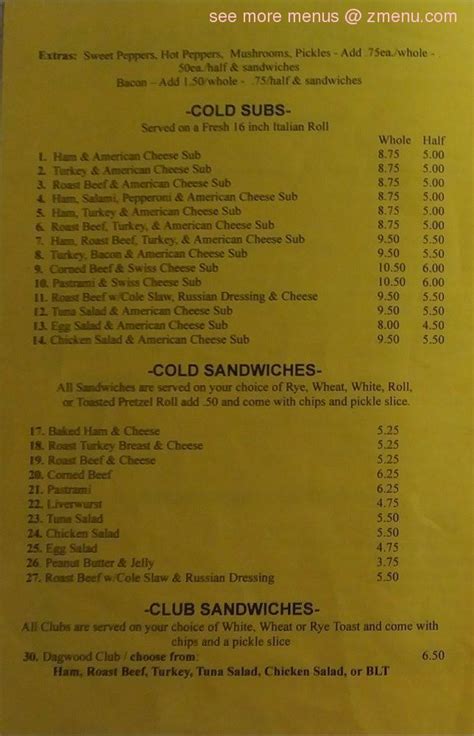 see more menus @ zmenu.com
Extras: Sweet Peppers, Hot Peppers, Mushrooms, Pickles - Add .75ea./whole -
.50ea./half & sandwiches
Bacon – Add 1.50/whole - .75/half & sandwiches
-COLD SUBS-
Served on a Fresh 16 inch Italian Roll
Whole Half
1. Ham & American Cheese Sub 8.75 5.00
2. Turkey & American Cheese Sub 8.75 5.00
3. Roast Beef & American Cheese Sub 8.75 5.00
4. Ham, Salami, Pepperoni & American Cheese Sub 8.75 5.00
5. Ham, Turkey & American Cheese Sub 8.75 5.00
6. Roast Beef, Turkey, & American Cheese Sub 8.75 5.00
7. Ham, Roast Beef, Turkey, & American Cheese Sub 9.50 5.50
8. Turkey, Bacon & American Cheese Sub 9.50 5.50
9. Corned Beef & Swiss Cheese Sub 10.50 6.00
10. Pastrami & Swiss Cheese Sub 10.50 6.00
11. Roast Beef w/Cole Slaw, Russian Dressing & Cheese 9.50 5.50
12. Tuna Salad & American Cheese Sub 9.50 5.50
13. Egg Salad & American Cheese Sub 8.00 4.50
14. Chicken Salad & American Cheese Sub 9.50 5.50
-COLD SANDWICHES-
All Sandwiches are served on your choice of Rye, Wheat, White, Roll,
or Toasted Pretzel Roll add .50 and come with chips and pickle slice.
17. Baked Ham & Cheese 5.25
18. Roast Turkey Breast & Cheese 5.25
19. Roast Beef & Cheese 5.25
20. Corned Beef 6.25
21. Pastrami 6.25
22. Liverwurst 4.75
23. Tuna Salad 5.50
24. Chicken Salad 5.50
25. Egg Salad 4.75
26. Peanut Butter & Jelly 3.75
27. Roast Beef w/Cole Slaw & Russian Dressing 5.50
-CLUB SANDWICHES-
All Clubs are served on your choice of White, Wheat or Rye Toast and come with
chips and a pickle slice
30. Dagwood Club / choose from: 6.50
Ham, Roast Beef, Turkey, Tuna Salad, Chicken Salad, or BLT